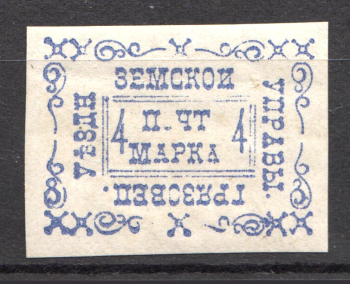 ЗЕМСКОЙ
УПРАВЫ.
ГРЯЗОВЕЦ.
УѢЗДН
4 П. ЧТ 4
МАРКА